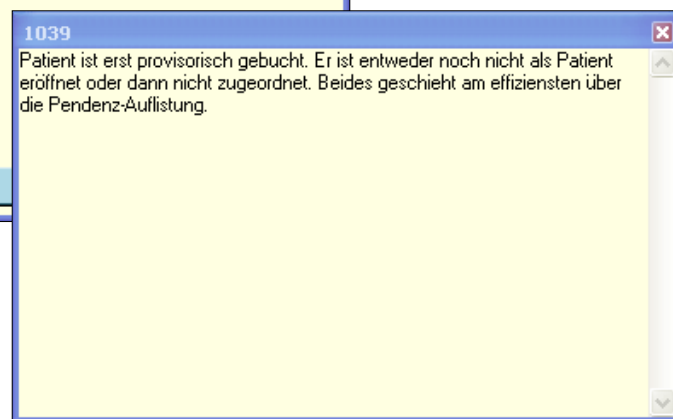 1039
Patient ist erst provisorisch gebucht. Er ist entweder noch nicht als Patient
eröffnet oder dann nicht zugeordnet. Beides geschieht am effiziensten über
die Pendenz-Auflistung.